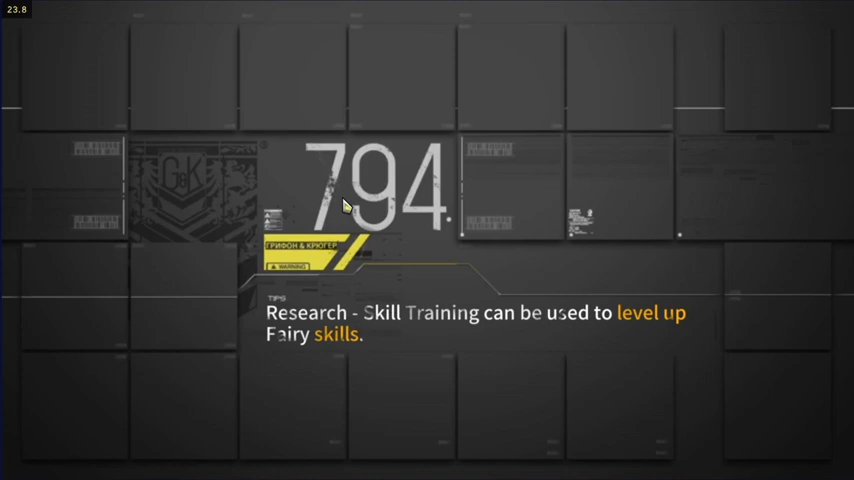 23.8
G&K
794.
ГРИФОН & КРЮГЕР
WARNING
TIPS
Research - Skill Training can be used to level up
Fairy skills.